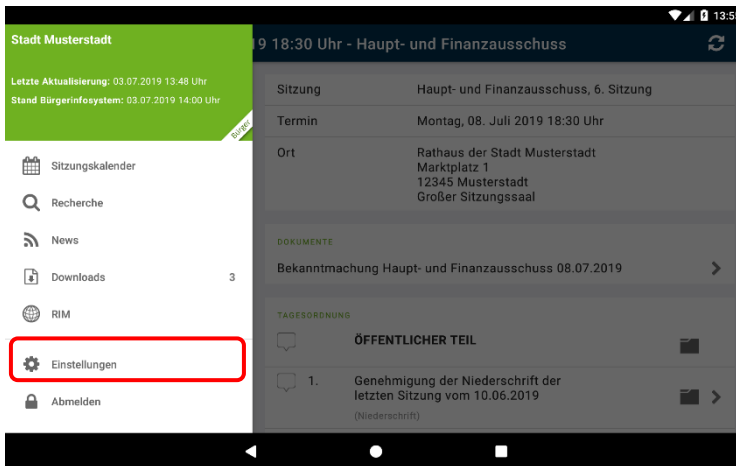 13:55
Stadt Musterstadt
Letzte Aktualisierung: 03.07.2019 13:48 Uhr
Stand Bürgerinfosystem: 03.07.2019 14:00 Uhr
Bürger
Sitzungskalender
Recherche
News
Downloads 3
RIM
Einstellungen
Abmelden
9 18:30 Uhr - Haupt- und Finanzausschuss
Sitzung Haupt- und Finanzausschuss, 6. Sitzung
Termin Montag, 08. Juli 2019 18:30 Uhr
Ort Rathaus der Stadt Musterstadt
Marktplatz 1
12345 Musterstadt
Großer Sitzungssaal
DOKUMENTE
Bekanntmachung Haupt- und Finanzausschuss 08.07.2019
TAGESORDNUNG
ÖFFENTLICHER TEIL
1. Genehmigung der Niederschrift der
letzten Sitzung vom 10.06.2019
(Niederschrift)